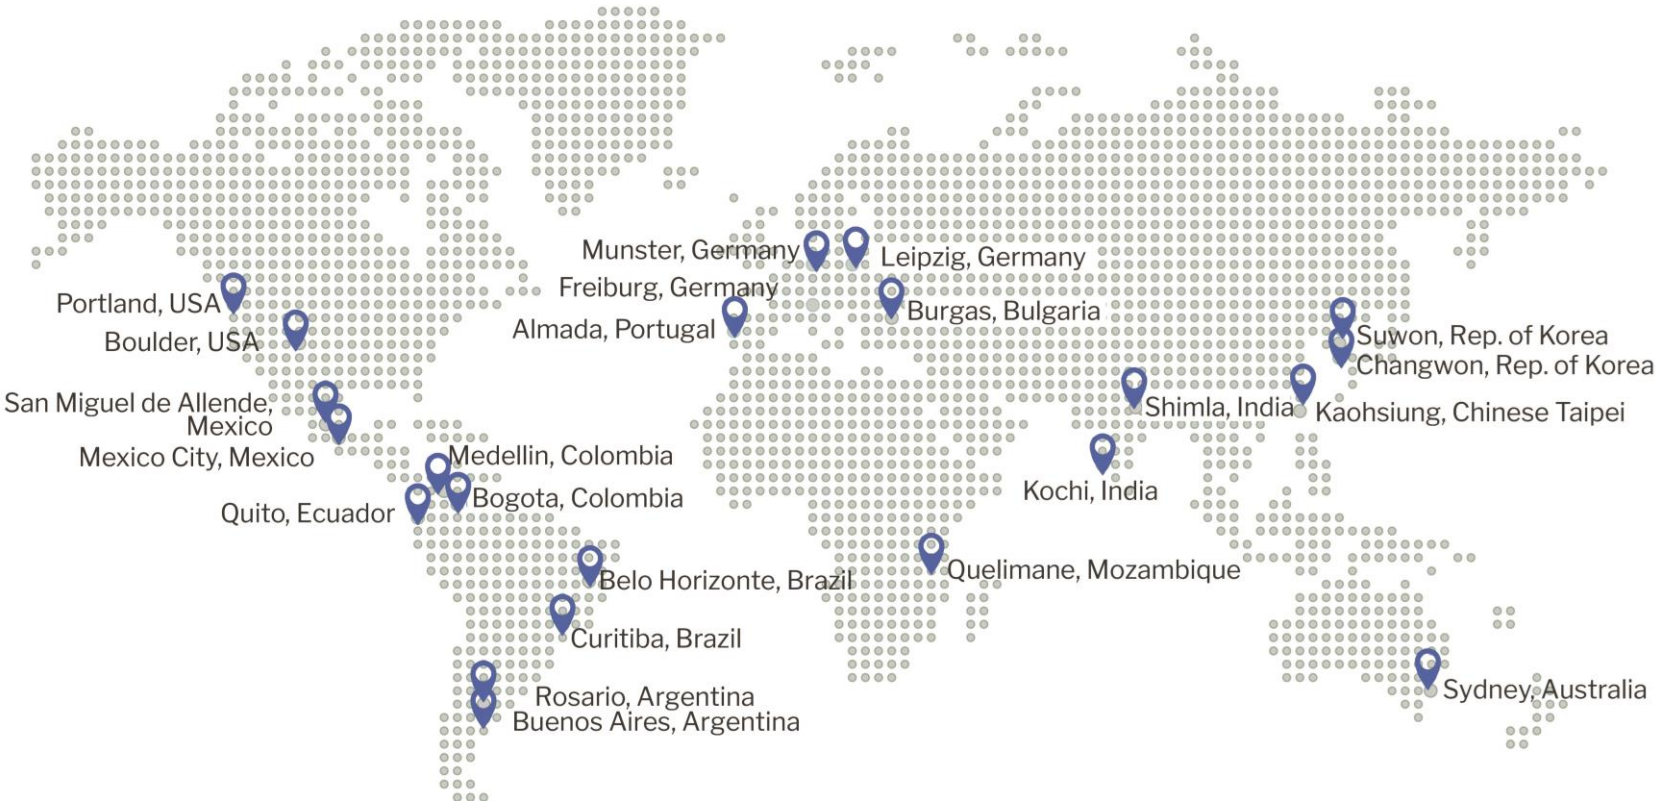 Munster, Germany
Leipzig, Germany
Freiburg, Germany
Portland, USA
Burgas, Bulgaria
Almada, Portugal
Boulder, USA
Suwon, Rep. of Korea
Changwon, Rep. of Korea
San Miguel de Allende,
Mexico
Shimla, India
Kaohsiung, Chinese Taipei
Mexico City, Mexico
Medellin, Colombia
Kochi, India
Bogota, Colombia
Quito, Ecuador
Quelimane, Mozambique
Belo Horizonte, Brazil
Curitiba, Brazil
Sydney, Australia
Rosario, Argentina
Buenos Aires, Argentina